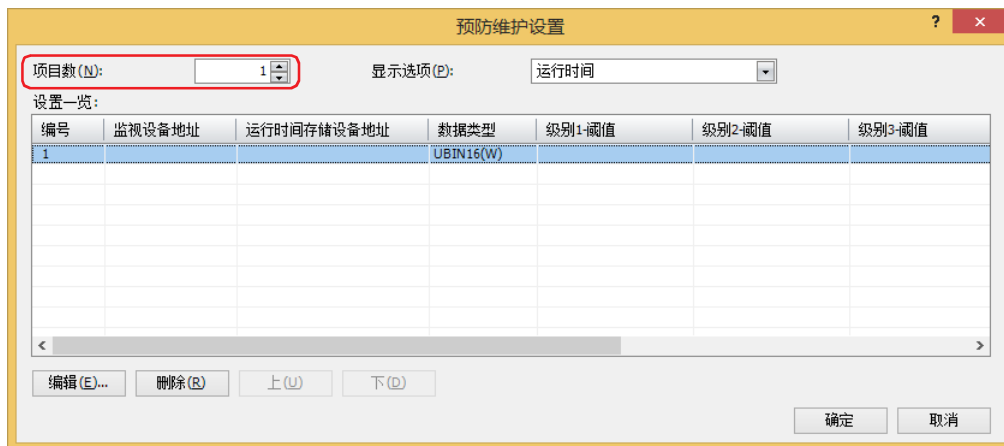 预防维护设置 ? ×
项目数(N): 1 显示选项(P): 运行时间
设置一览:
编号 监视设备地址 运行时间存储设备地址 数据类型 级别1-阈值 级别2-阈值 级别3-阈值
1 UBIN16(W)
< >
编辑(E)... 删除(R) 上(U) 下(D)
确定 取消